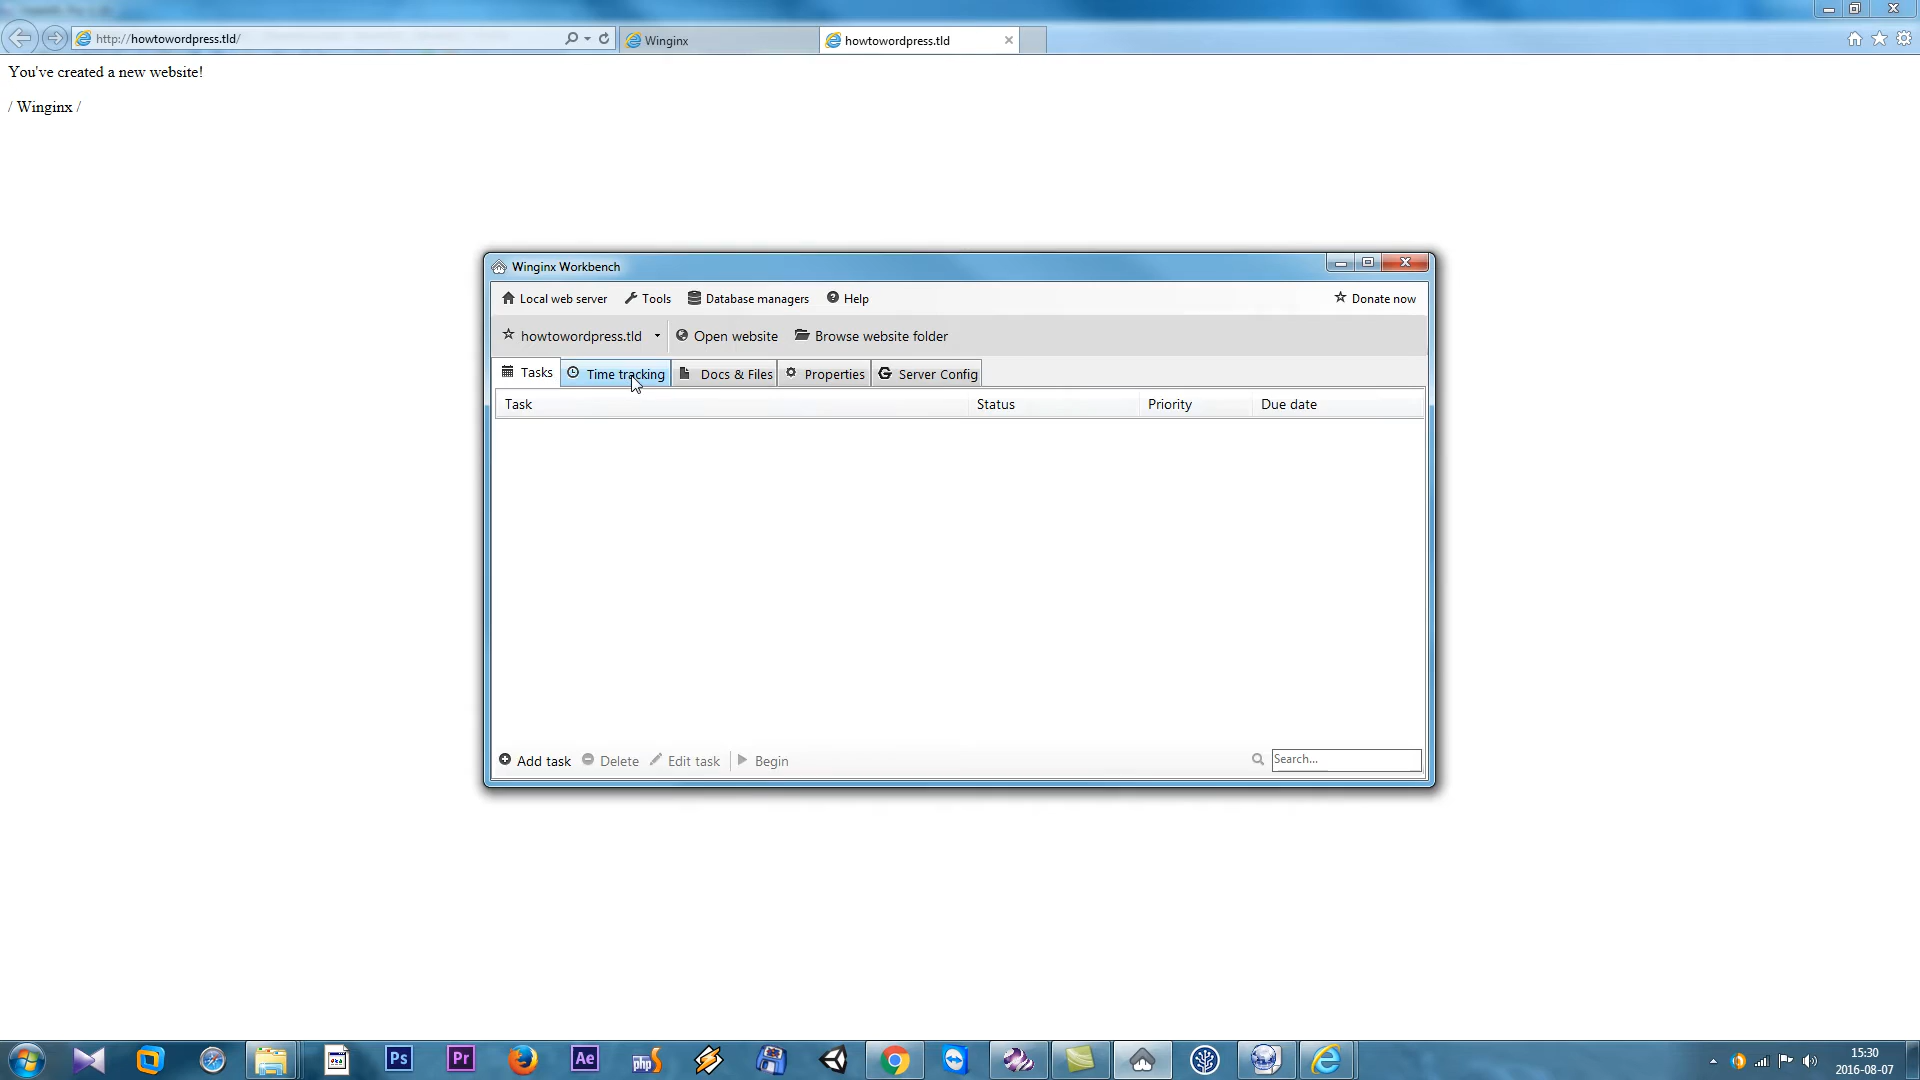 http://howtowordpress.tld/
Winginx
howtowordpress.tld
You've created a new website!
/ Winginx /
Winginx Workbench
Local web server
Tools
Database managers
Help
Donate now
howtowordpress.tld
Open website
Browse website folder
Tasks
Time tracking
Docs & Files
Properties
Server Config
Task
Status
Priority
Due date
Add task
Delete
Edit task
Begin
Search...
Ps
Pr
Ae
php
15:30
2016-08-07